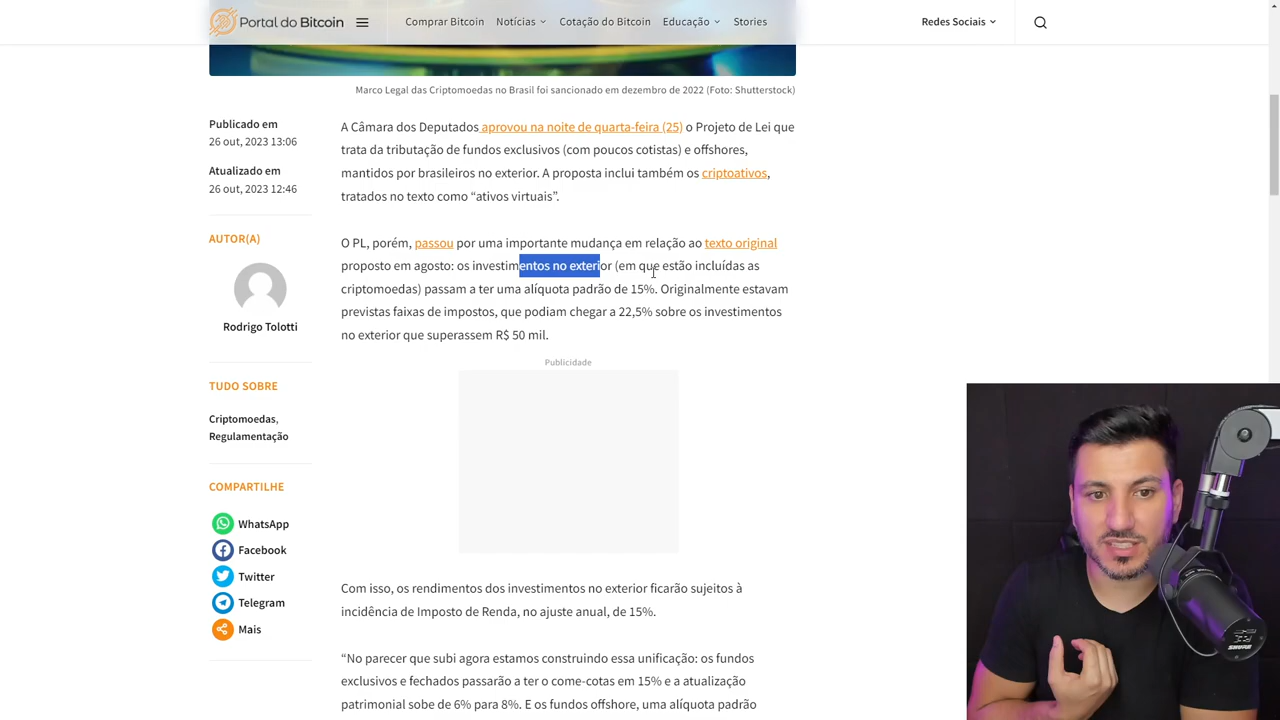 Portal do Bitcoin
Comprar Bitcoin
Notícias
Cotação do Bitcoin
Educação
Stories
Redes Sociais
Marco Legal das Criptomoedas no Brasil foi sancionado em dezembro de 2022 (Foto: Shutterstock)
Publicado em
26 out, 2023 13:06
Atualizado em
26 out, 2023 12:46
AUTOR(A)
Rodrigo Tolotti
TUDO SOBRE
Criptomoedas,
Regulamentação
COMPARTILHE
WhatsApp
Facebook
Twitter
Telegram
Mais
A Câmara dos Deputados aprovou na noite de quarta-feira (25) o Projeto de Lei que
trata da tributação de fundos exclusivos (com poucos cotistas) e offshores,
mantidos por brasileiros no exterior. A proposta inclui também os criptoativos,
tratados no texto como “ativos virtuais”.
O PL, porém, passou por uma importante mudança em relação ao texto original
proposto em agosto: os investimentos no exterior (em que estão incluídas as
criptomoedas) passam a ter uma alíquota padrão de 15%. Originalmente estavam
previstas faixas de impostos, que podiam chegar a 22,5% sobre os investimentos
no exterior que superassem R$ 50 mil.
Publicidade
Com isso, os rendimentos dos investimentos no exterior ficarão sujeitos à
incidência de Imposto de Renda, no ajuste anual, de 15%.
“No parecer que subi agora estamos construindo essa unificação: os fundos
exclusivos e fechados passarão a ter o come-cotas em 15% e a atualização
patrimonial sobe de 6% para 8%. E os fundos offshore, uma alíquota padrão
SHURE